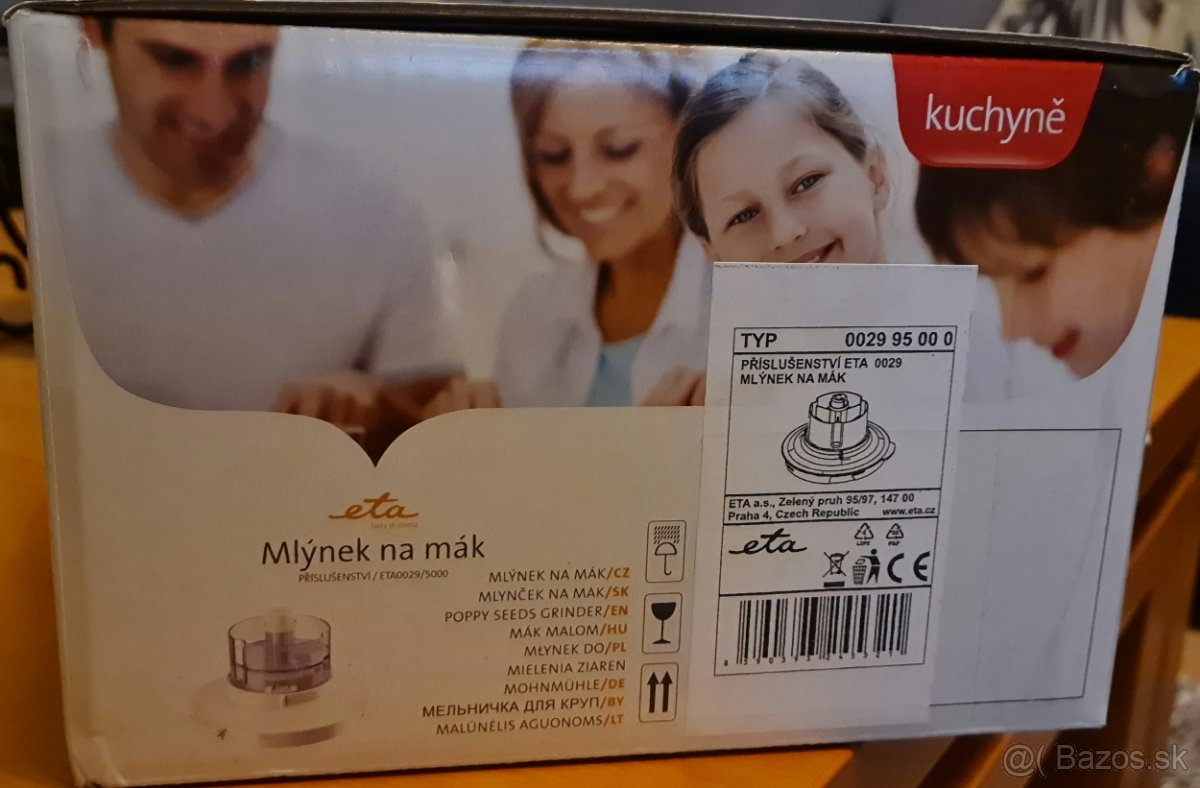 kuchyně
TYP 0029 95 00 0
PŘÍSLUŠENSTVÍ ETA 0029
MLÝNEK NA MÁK
ETA a.s., Zelený pruh 95/97, 147 00
Praha 4, Czech Republic www.eta.cz
eta
CE
eta
Mlýnek na mák
PŘÍSLUŠENSTVÍ / ETA0029/5000
MLÝNEK NA MÁK/CZ
MLYNČEK NA MAK/SK
POPPY SEEDS GRINDER/EN
MÁK MALOM/HU
MŁYNEK DO/PL
MIELENIA ZIAREN
MOHNMÜHLE/DE
МЕЛЬНИЧКА ДЛЯ КРУП/BY
MALŪNĖLIS AGUONOMS/LT
@( Bazos.sk